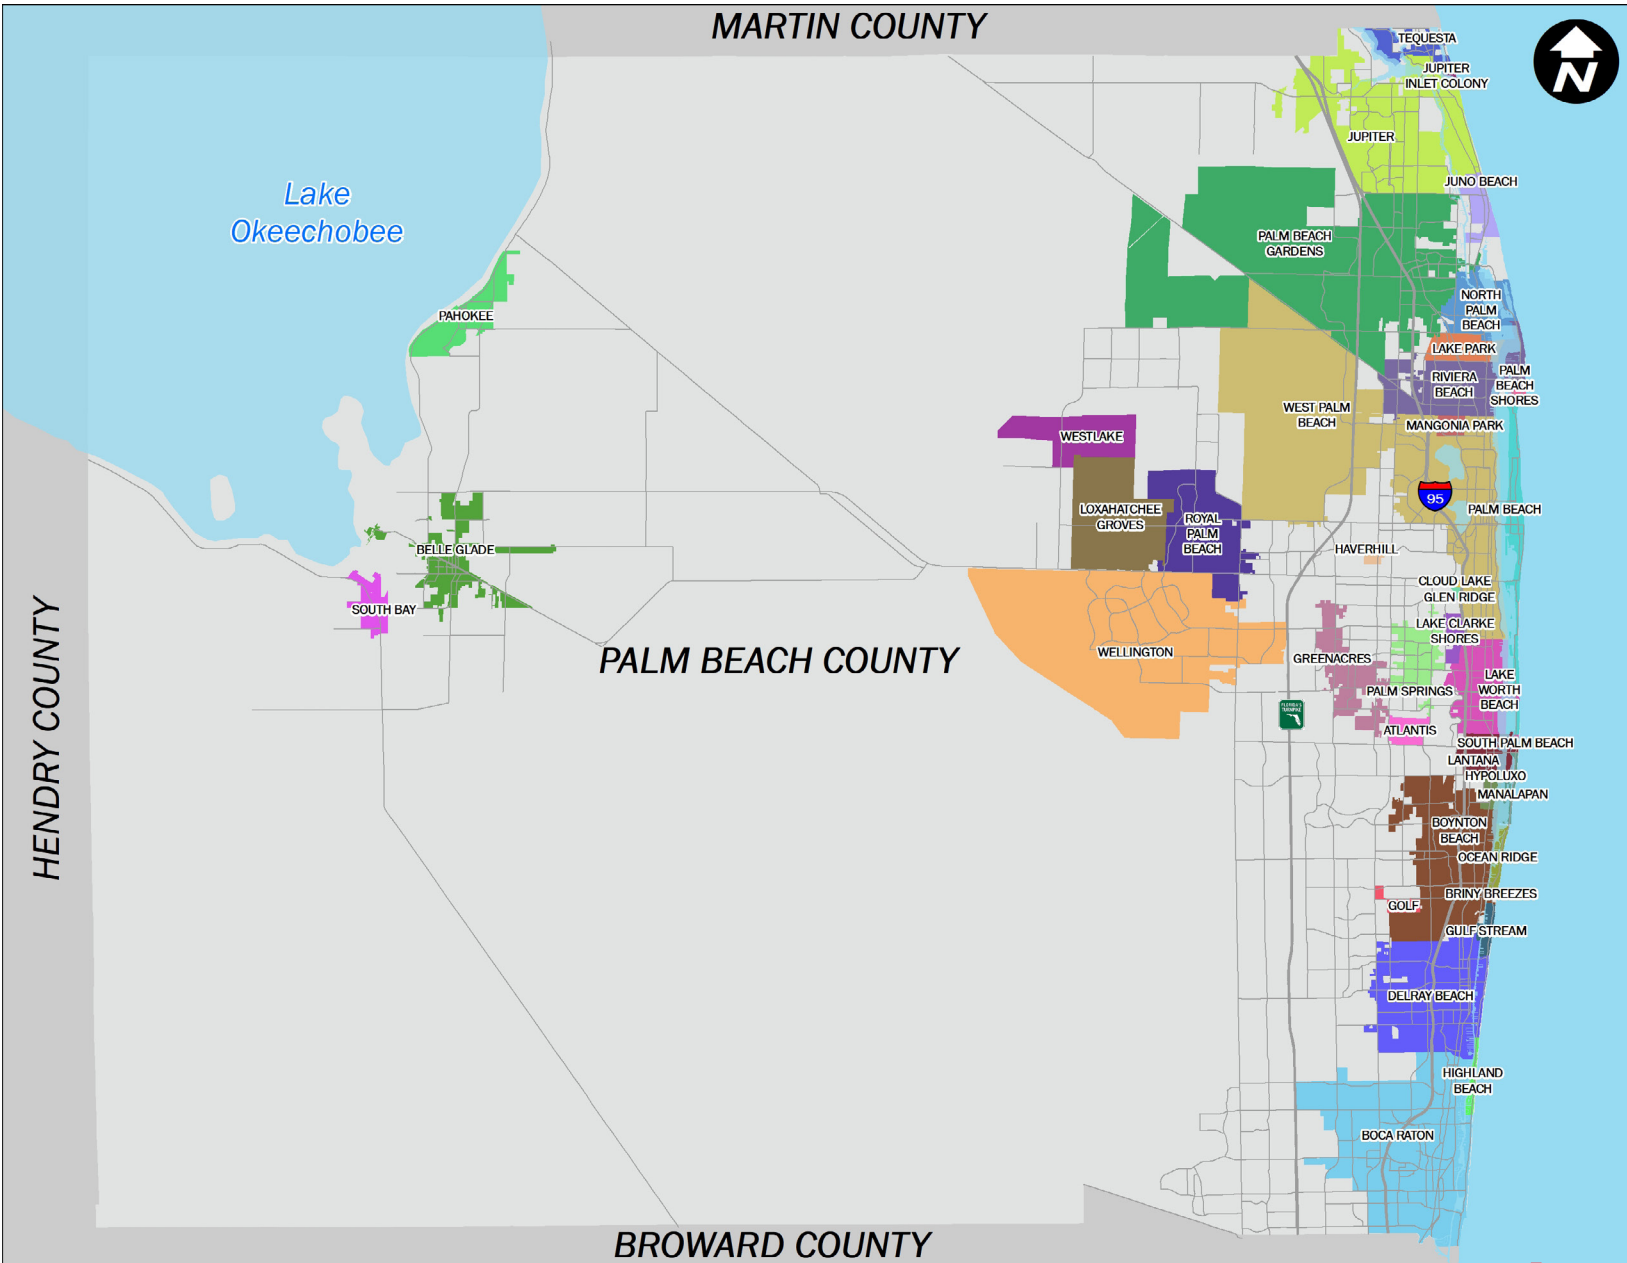 MARTIN COUNTY
N
TEQUESTA
JUPITER
INLET COLONY
JUPITER
JUNO BEACH
Lake
Okeechobee
PALM BEACH
GARDENS
PAHOKEE
NORTH
PALM
BEACH
LAKE PARK
RIVIERA
BEACH
PALM
BEACH
SHORES
WEST PALM
BEACH
MANGONIA PARK
WESTLAKE
95
LOXAHATCHEE
GROVES
ROYAL
PALM
BEACH
PALM BEACH
BELLE GLADE
HAVERHILL
SOUTH BAY
CLOUD LAKE
GLEN RIDGE
LAKE CLARKE
SHORES
HENDRY COUNTY
PALM BEACH COUNTY
WELLINGTON
GREENACRES
PALM SPRINGS
LAKE
WORTH
BEACH
FLORIDA'S
TURNPIKE
ATLANTIS
SOUTH PALM BEACH
LANTANA
HYPOLUXO
MANALAPAN
BOYNTON
BEACH
OCEAN RIDGE
BRINY BREEZES
GOLF
GULF STREAM
DELRAY BEACH
HIGHLAND
BEACH
BOCA RATON
BROWARD COUNTY